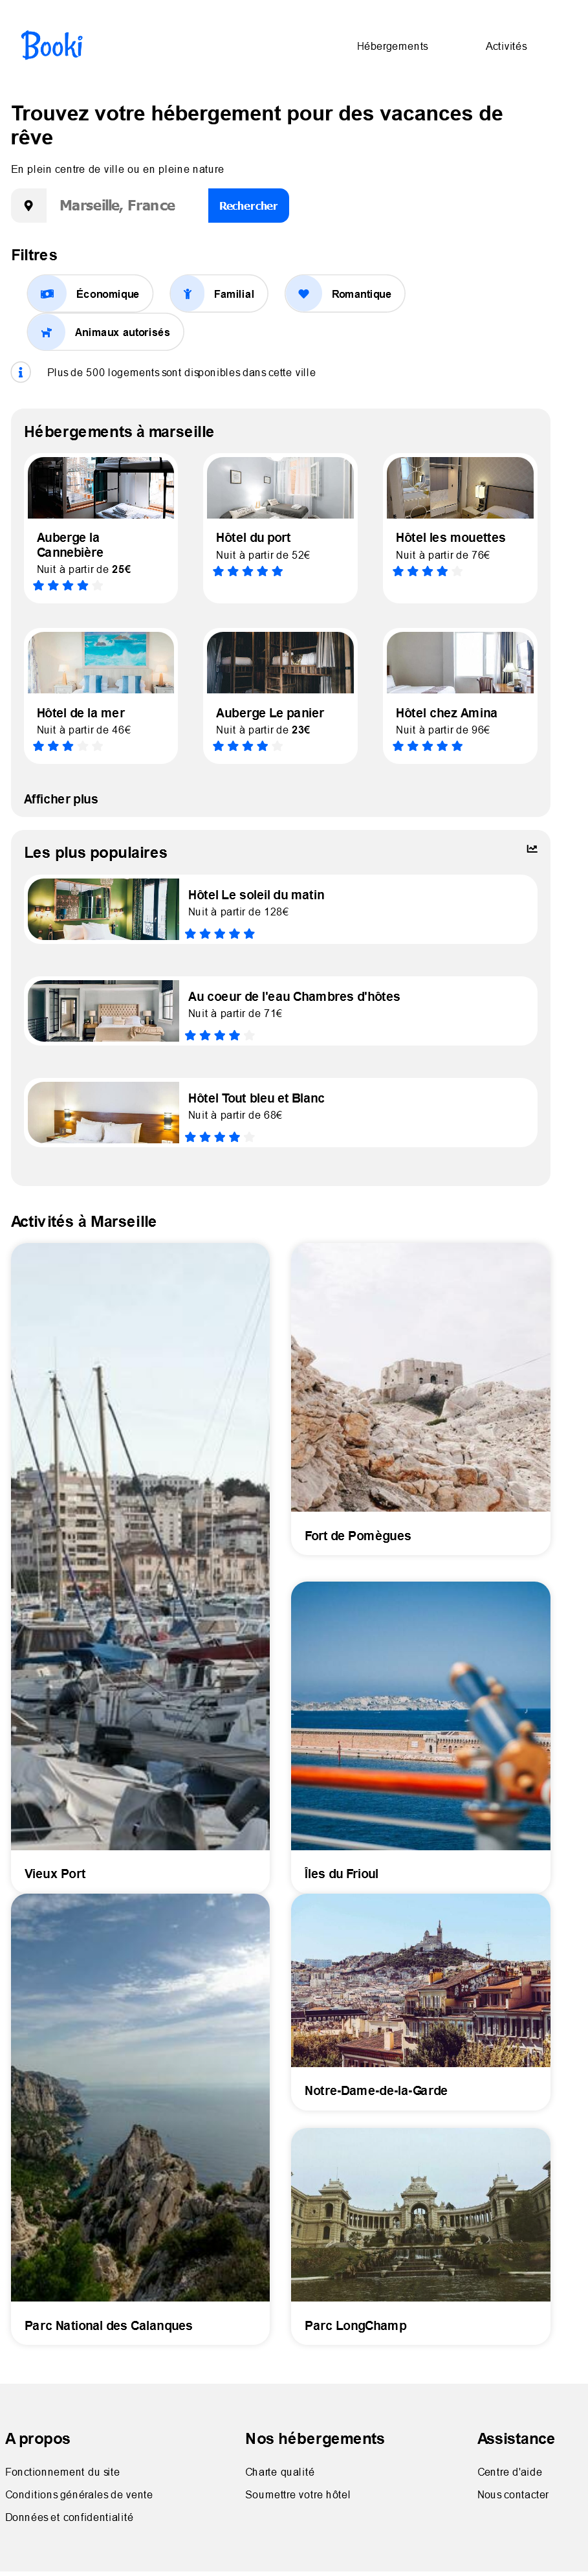 Booki
Hébergements
Activités
Trouvez votre hébergement pour des vacances de
rêve
En plein centre de ville ou en pleine nature
Marseille, France
Rechercher
Filtres
Économique
Familial
Romantique
Animaux autorisés
Plus de 500 logements sont disponibles dans cette ville
Hébergements à marseille
Auberge la
Cannebière
Nuit à partir de 25€
Hôtel du port
Nuit à partir de 52€
Hôtel les mouettes
Nuit à partir de 76€
Hôtel de la mer
Nuit à partir de 46€
Auberge Le panier
Nuit à partir de 23€
Hôtel chez Amina
Nuit à partir de 96€
Afficher plus
Les plus populaires
Hôtel Le soleil du matin
Nuit à partir de 128€
Au coeur de l'eau Chambres d'hôtes
Nuit à partir de 71€
Hôtel Tout bleu et Blanc
Nuit à partir de 68€
Activités à Marseille
Fort de Pomègues
Vieux Port
Îles du Frioul
Notre-Dame-de-la-Garde
Parc National des Calanques
Parc LongChamp
A propos
Fonctionnement du site
Conditions générales de vente
Données et confidentialité
Nos hébergements
Charte qualité
Soumettre votre hôtel
Assistance
Centre d'aide
Nous contacter